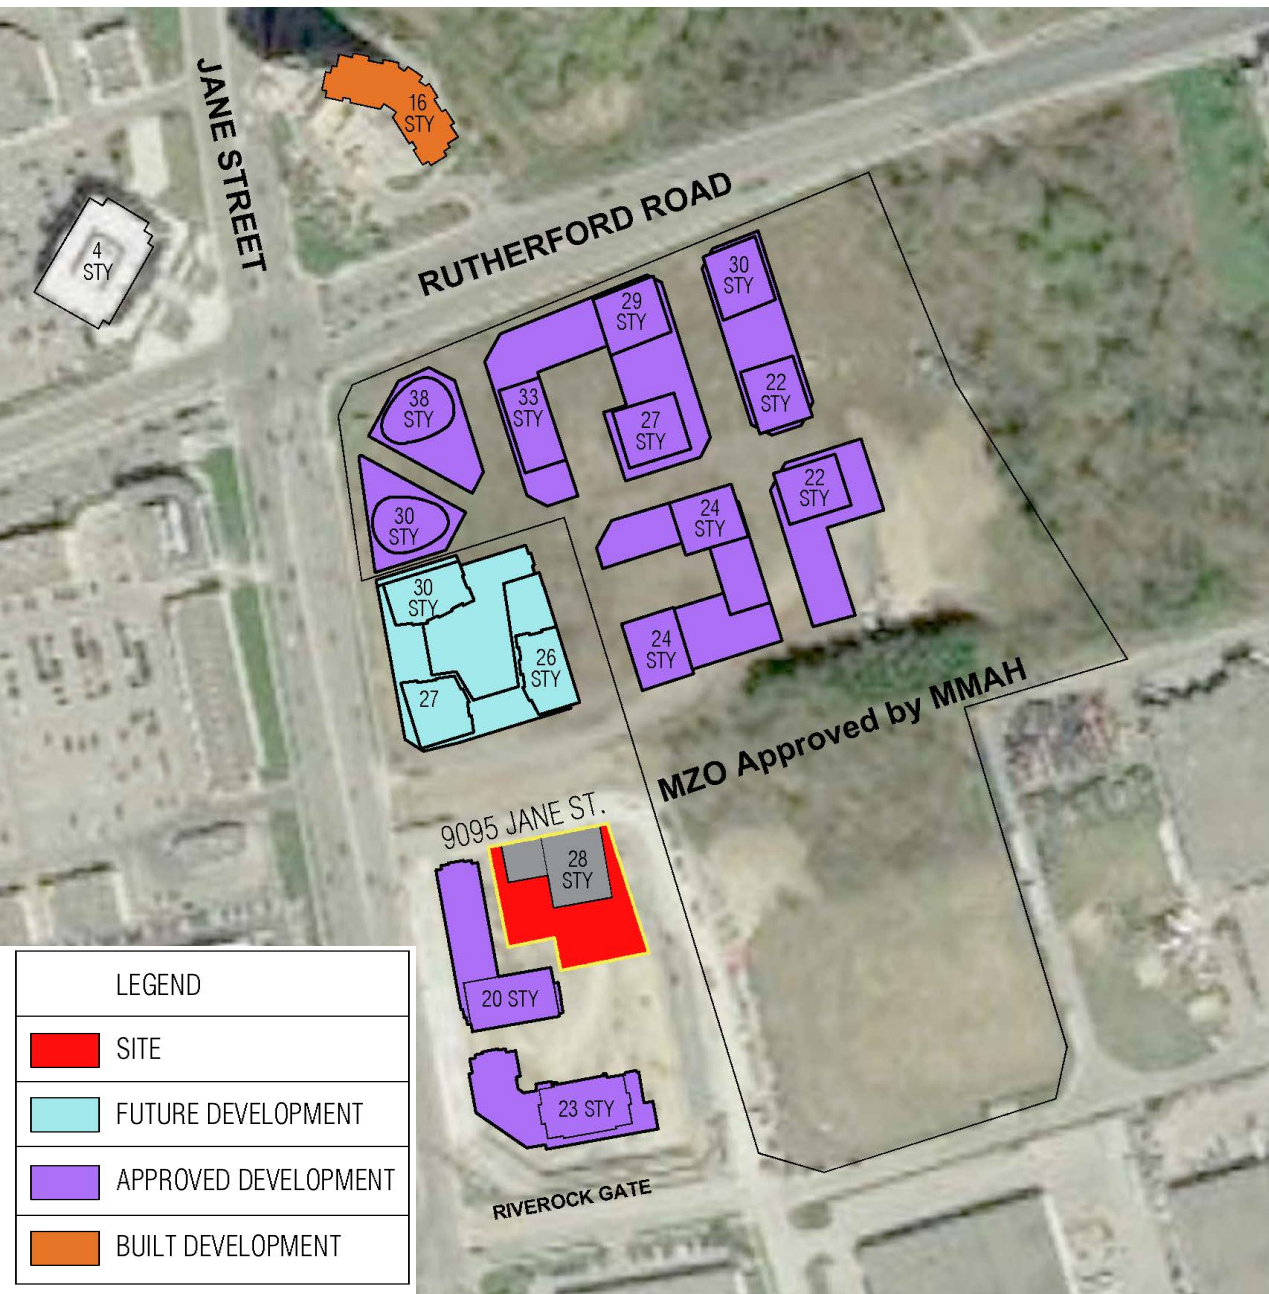 JANE STREET
16
STY
4
STY
RUTHERFORD ROAD
30
STY
29
STY
38
STY
33
STY
22
STY
27
STY
22
STY
30
STY
24
STY
30
STY
24
STY
26
STY
27
MZO Approved by MMAH
9095 JANE ST.
28
STY
20 STY
23 STY
RIVEROCK GATE
LEGEND
SITE
FUTURE DEVELOPMENT
APPROVED DEVELOPMENT
BUILT DEVELOPMENT